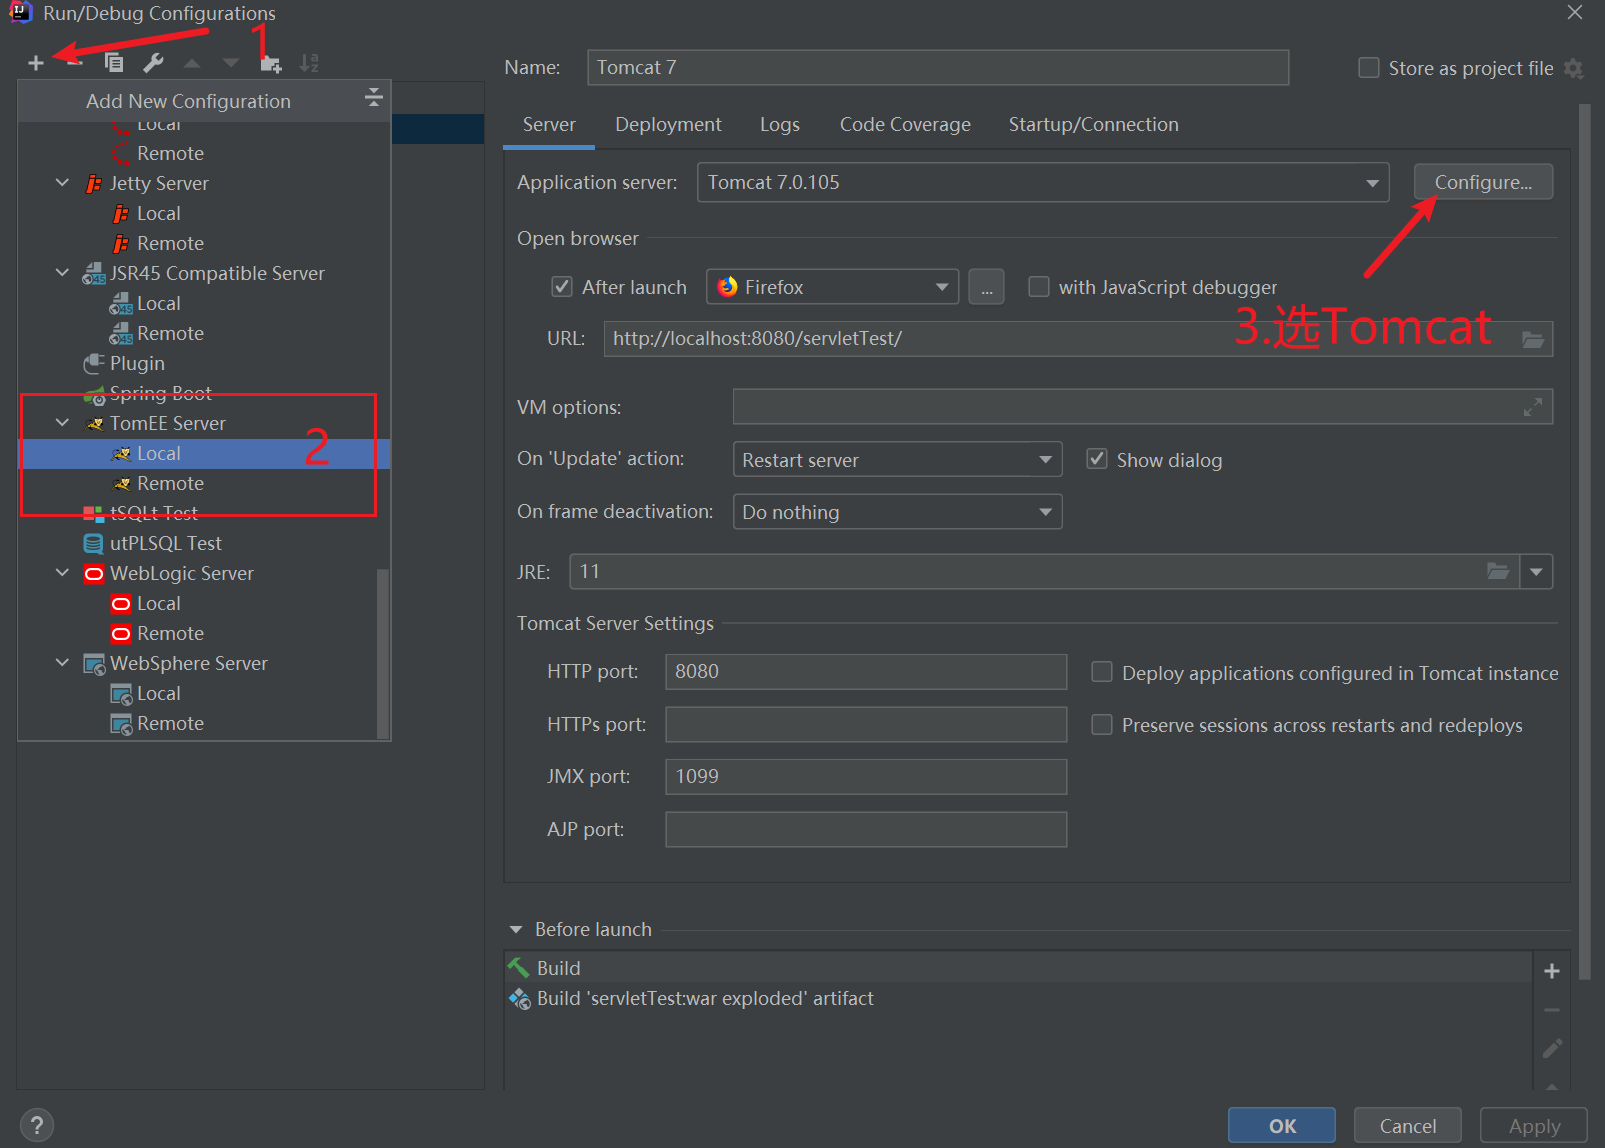 Run/Debug Configurations
1
Add New Configuration
Local
Remote
Jetty Server
Local
Remote
JSR45 Compatible Server
Local
Remote
Plugin
Spring Boot
TomEE Server
2
Local
Remote
tSQLt Test
utPLSQL Test
WebLogic Server
Local
Remote
WebSphere Server
Local
Remote
Name: Tomcat 7
Store as project file
Server Deployment Logs Code Coverage Startup/Connection
Application server: Tomcat 7.0.105 Configure...
Open browser
After launch Firefox ... with JavaScript debugger
3.选Tomcat
URL: http://localhost:8080/servletTest/
VM options:
On 'Update' action: Restart server Show dialog
On frame deactivation: Do nothing
JRE: 11
Tomcat Server Settings
HTTP port: 8080 Deploy applications configured in Tomcat instance
HTTPs port: Preserve sessions across restarts and redeploys
JMX port: 1099
AJP port:
Before launch
Build
Build 'servletTest:war exploded' artifact
? OK Cancel Apply